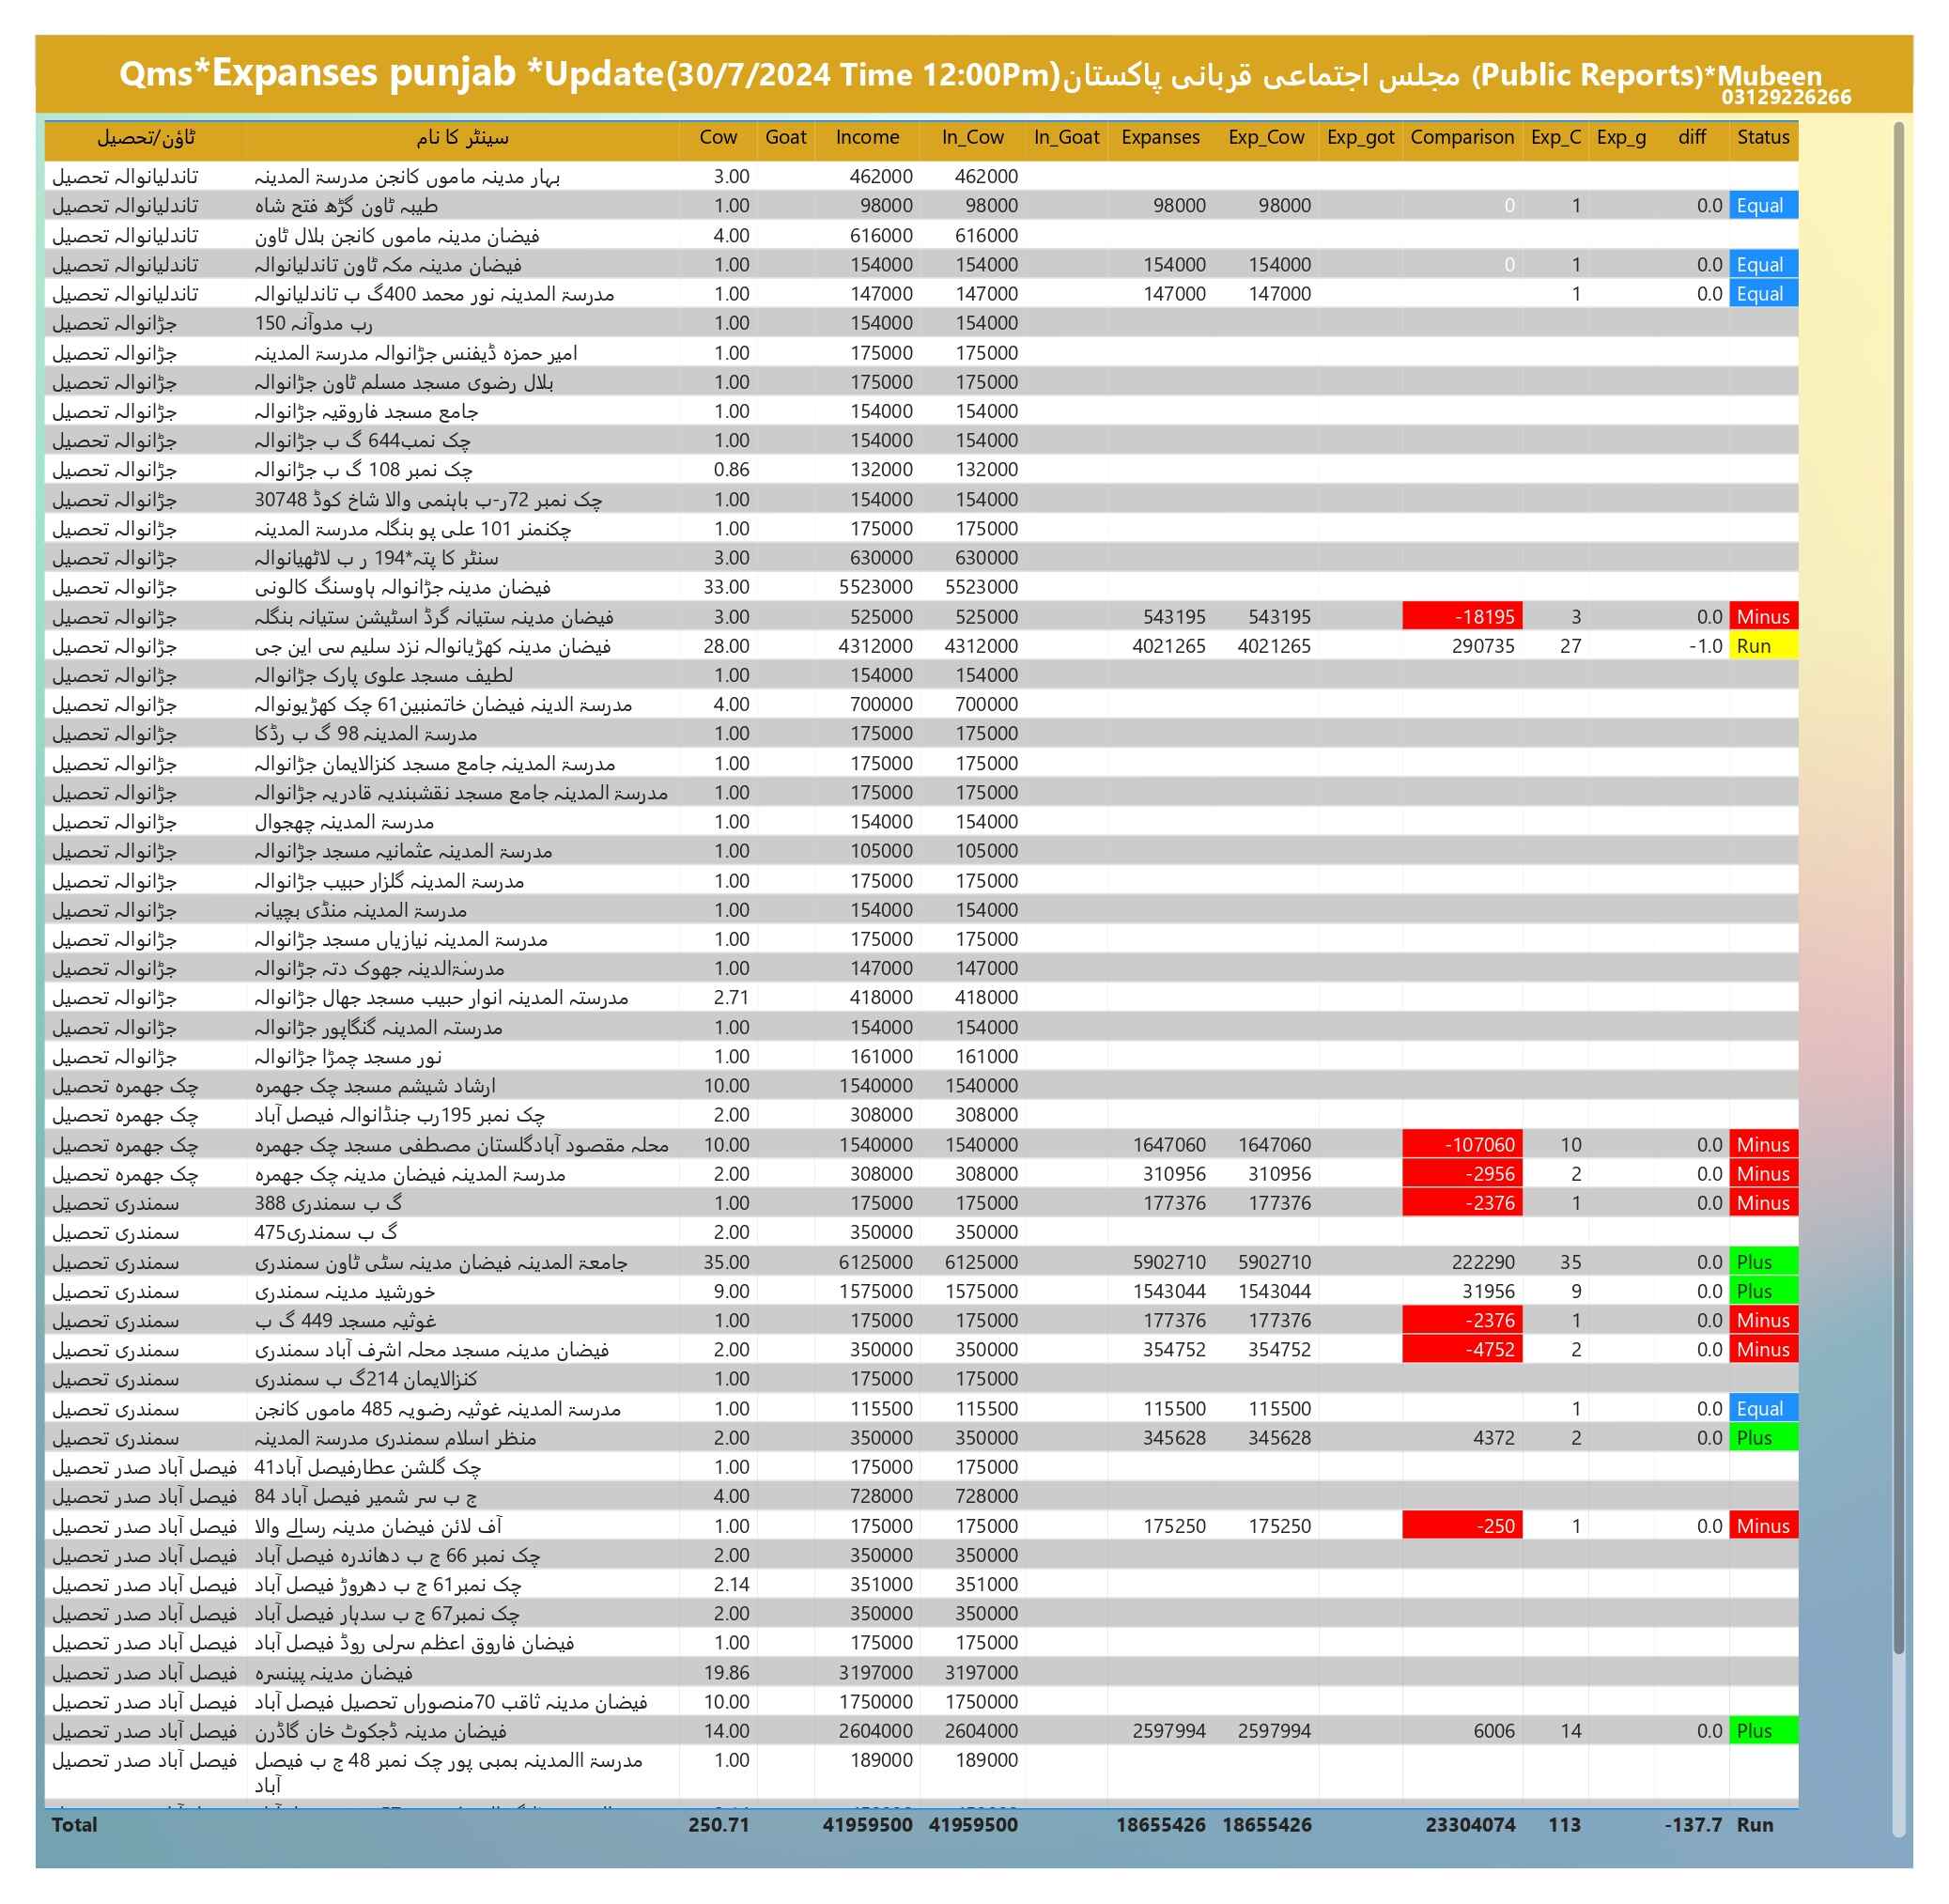 Qms*Expanses punjab *Update(30/7/2024 Time 12:00Pm)مجلس اجتماعی قربانی پاکستان (Public Reports)*Mubeen
03129226266
ٹاؤن/تحصیل سینٹر کا نام Cow Goat Income In_Cow In_Goat Expanses Exp_Cow Exp_got Comparison Exp_C Exp_g diff Status
تاندلیانوالہ تحصیل بہار مدینہ ماموں کانجن مدرسۃ المدینہ 3.00 462000 462000
تاندلیانوالہ تحصیل طیبہ ٹاون گڑھ فتح شاہ 1.00 98000 98000 98000 98000 0 1 0.0 Equal
تاندلیانوالہ تحصیل فیضان مدینہ ماموں کانجن بلال ٹاون 4.00 616000 616000
تاندلیانوالہ تحصیل فیضان مدینہ مکہ ٹاون تاندلیانوالہ 1.00 154000 154000 154000 154000 0 1 0.0 Equal
تاندلیانوالہ تحصیل مدرسۃ المدینہ نور محمد 400گ ب تاندلیانوالہ 1.00 147000 147000 147000 147000 1 0.0 Equal
جڑانوالہ تحصیل 150 رب مدوآنہ 1.00 154000 154000
جڑانوالہ تحصیل امیر حمزہ ڈیفنس جڑانوالہ مدرسۃ المدینہ 1.00 175000 175000
جڑانوالہ تحصیل بلال رضوی مسجد مسلم ٹاون جڑانوالہ 1.00 175000 175000
جڑانوالہ تحصیل جامع مسجد فاروقیہ جڑانوالہ 1.00 154000 154000
جڑانوالہ تحصیل چک نمب644 گ ب جڑانوالہ 1.00 154000 154000
جڑانوالہ تحصیل چک نمبر 108 گ ب جڑانوالہ 0.86 132000 132000
جڑانوالہ تحصیل چک نمبر 72ر-ب باہنمی والا شاخ کوڈ 30748 1.00 154000 154000
جڑانوالہ تحصیل چکنمنر 101 علی پو بنگلہ مدرسۃ المدینہ 1.00 175000 175000
جڑانوالہ تحصیل سنٹر کا پتہ*194 ر ب لاٹھیانوالہ 3.00 630000 630000
جڑانوالہ تحصیل فیضان مدینہ جڑانوالہ ہاوسنگ کالونی 33.00 5523000 5523000
جڑانوالہ تحصیل فیضان مدینہ ستیانہ گرڈ اسٹیشن ستیانہ بنگلہ 3.00 525000 525000 543195 543195 -18195 3 0.0 Minus
جڑانوالہ تحصیل فیضان مدینہ کھڑیانوالہ نزد سلیم سی این جی 28.00 4312000 4312000 4021265 4021265 290735 27 -1.0 Run
جڑانوالہ تحصیل لطیف مسجد علوی پارک جڑانوالہ 1.00 154000 154000
جڑانوالہ تحصیل مدرسۃ الدینہ فیضان خاتمنبین61 چک کھڑیونوالہ 4.00 700000 700000
جڑانوالہ تحصیل مدرسۃ المدینہ 98 گ ب رڈکا 1.00 175000 175000
جڑانوالہ تحصیل مدرسۃ المدینہ جامع مسجد کنزالایمان جڑانوالہ 1.00 175000 175000
جڑانوالہ تحصیل مدرسۃ المدینہ جامع مسجد نقشبندیہ قادریہ جڑانوالہ 1.00 175000 175000
جڑانوالہ تحصیل مدرسۃ المدینہ چھجوال 1.00 154000 154000
جڑانوالہ تحصیل مدرسۃ المدینہ عثمانیہ مسجد جڑانوالہ 1.00 105000 105000
جڑانوالہ تحصیل مدرسۃ المدینہ گلزار حبیب جڑانوالہ 1.00 175000 175000
جڑانوالہ تحصیل مدرسۃ المدینہ منڈی بچیانہ 1.00 154000 154000
جڑانوالہ تحصیل مدرسۃ المدینہ نیازیاں مسجد جڑانوالہ 1.00 175000 175000
جڑانوالہ تحصیل مدرسۃالدینہ جھوک دتہ جڑانوالہ 1.00 147000 147000
جڑانوالہ تحصیل مدرستہ المدینہ انوار حبیب مسجد جھال جڑانوالہ 2.71 418000 418000
جڑانوالہ تحصیل مدرستہ المدینہ گنگاپور جڑانوالہ 1.00 154000 154000
جڑانوالہ تحصیل نور مسجد چمڑا جڑانوالہ 1.00 161000 161000
چک جھمرہ تحصیل ارشاد شیشم مسجد چک جھمرہ 10.00 1540000 1540000
چک جھمرہ تحصیل چک نمبر 195رب جنڈانوالہ فیصل آباد 2.00 308000 308000
چک جھمرہ تحصیل محلہ مقصود آبادگلستان مصطفی مسجد چک جھمرہ 10.00 1540000 1540000 1647060 1647060 -107060 10 0.0 Minus
چک جھمرہ تحصیل مدرسۃ المدینہ فیضان مدینہ چک جھمرہ 2.00 308000 308000 310956 310956 -2956 2 0.0 Minus
سمندری تحصیل 388 گ ب سمندری 1.00 175000 175000 177376 177376 -2376 1 0.0 Minus
سمندری تحصیل 475گ ب سمندری 2.00 350000 350000
سمندری تحصیل جامعۃ المدینہ فیضان مدینہ سٹی ٹاون سمندری 35.00 6125000 6125000 5902710 5902710 222290 35 0.0 Plus
سمندری تحصیل خورشید مدینہ سمندری 9.00 1575000 1575000 1543044 1543044 31956 9 0.0 Plus
سمندری تحصیل غوثیہ مسجد 449 گ ب 1.00 175000 175000 177376 177376 -2376 1 0.0 Minus
سمندری تحصیل فیضان مدینہ مسجد محلہ اشرف آباد سمندری 2.00 350000 350000 354752 354752 -4752 2 0.0 Minus
سمندری تحصیل کنزالایمان 214گ ب سمندری 1.00 175000 175000
سمندری تحصیل مدرسۃ المدینہ غوثیہ رضویہ 485 ماموں کانجن 1.00 115500 115500 115500 115500 1 0.0 Equal
سمندری تحصیل منظر اسلام سمندری مدرسۃ المدینہ 2.00 350000 350000 345628 345628 4372 2 0.0 Plus
فیصل آباد صدر تحصیل 41چک گلشن عطارفیصل آباد 1.00 175000 175000
فیصل آباد صدر تحصیل 84 ج ب سر شمیر فیصل آباد 4.00 728000 728000
فیصل آباد صدر تحصیل آف لائن فیضان مدینہ رسالے والا 1.00 175000 175000 175250 175250 -250 1 0.0 Minus
فیصل آباد صدر تحصیل چک نمبر 66 ج ب دھاندرہ فیصل آباد 2.00 350000 350000
فیصل آباد صدر تحصیل چک نمبر61 ج ب دھروڑ فیصل آباد 2.14 351000 351000
فیصل آباد صدر تحصیل چک نمبر67 ج ب سدہار فیصل آباد 2.00 350000 350000
فیصل آباد صدر تحصیل فیضان فاروق اعظم سرلی روڈ فیصل آباد 1.00 175000 175000
فیصل آباد صدر تحصیل فیضان مدینہ پینسرہ 19.86 3197000 3197000
فیصل آباد صدر تحصیل فیضان مدینہ ثاقب 70منصوراں تحصیل فیصل آباد 10.00 1750000 1750000
فیصل آباد صدر تحصیل فیضان مدینہ ڈجکوٹ خان گاڈرن 14.00 2604000 2604000 2597994 2597994 6006 14 0.0 Plus
فیصل آباد صدر تحصیل مدرسۃ االمدینہ بمبی پور چک نمبر 48 ج ب فیصل 1.00 189000 189000
آباد
Total 250.71 41959500 41959500 18655426 18655426 23304074 113 -137.7 Run